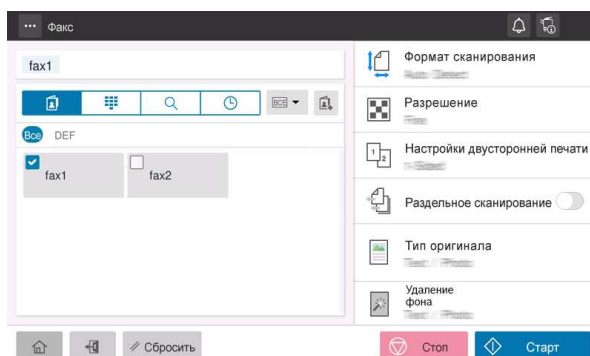 Факс
fax1
ВСЕ
Все
DEF
fax1
fax2
Формат сканирования
Разрешение
Настройки двусторонней печати
Раздельное сканирование
Тип оригинала
Удаление
фона
Сбросить
Стоп
Старт